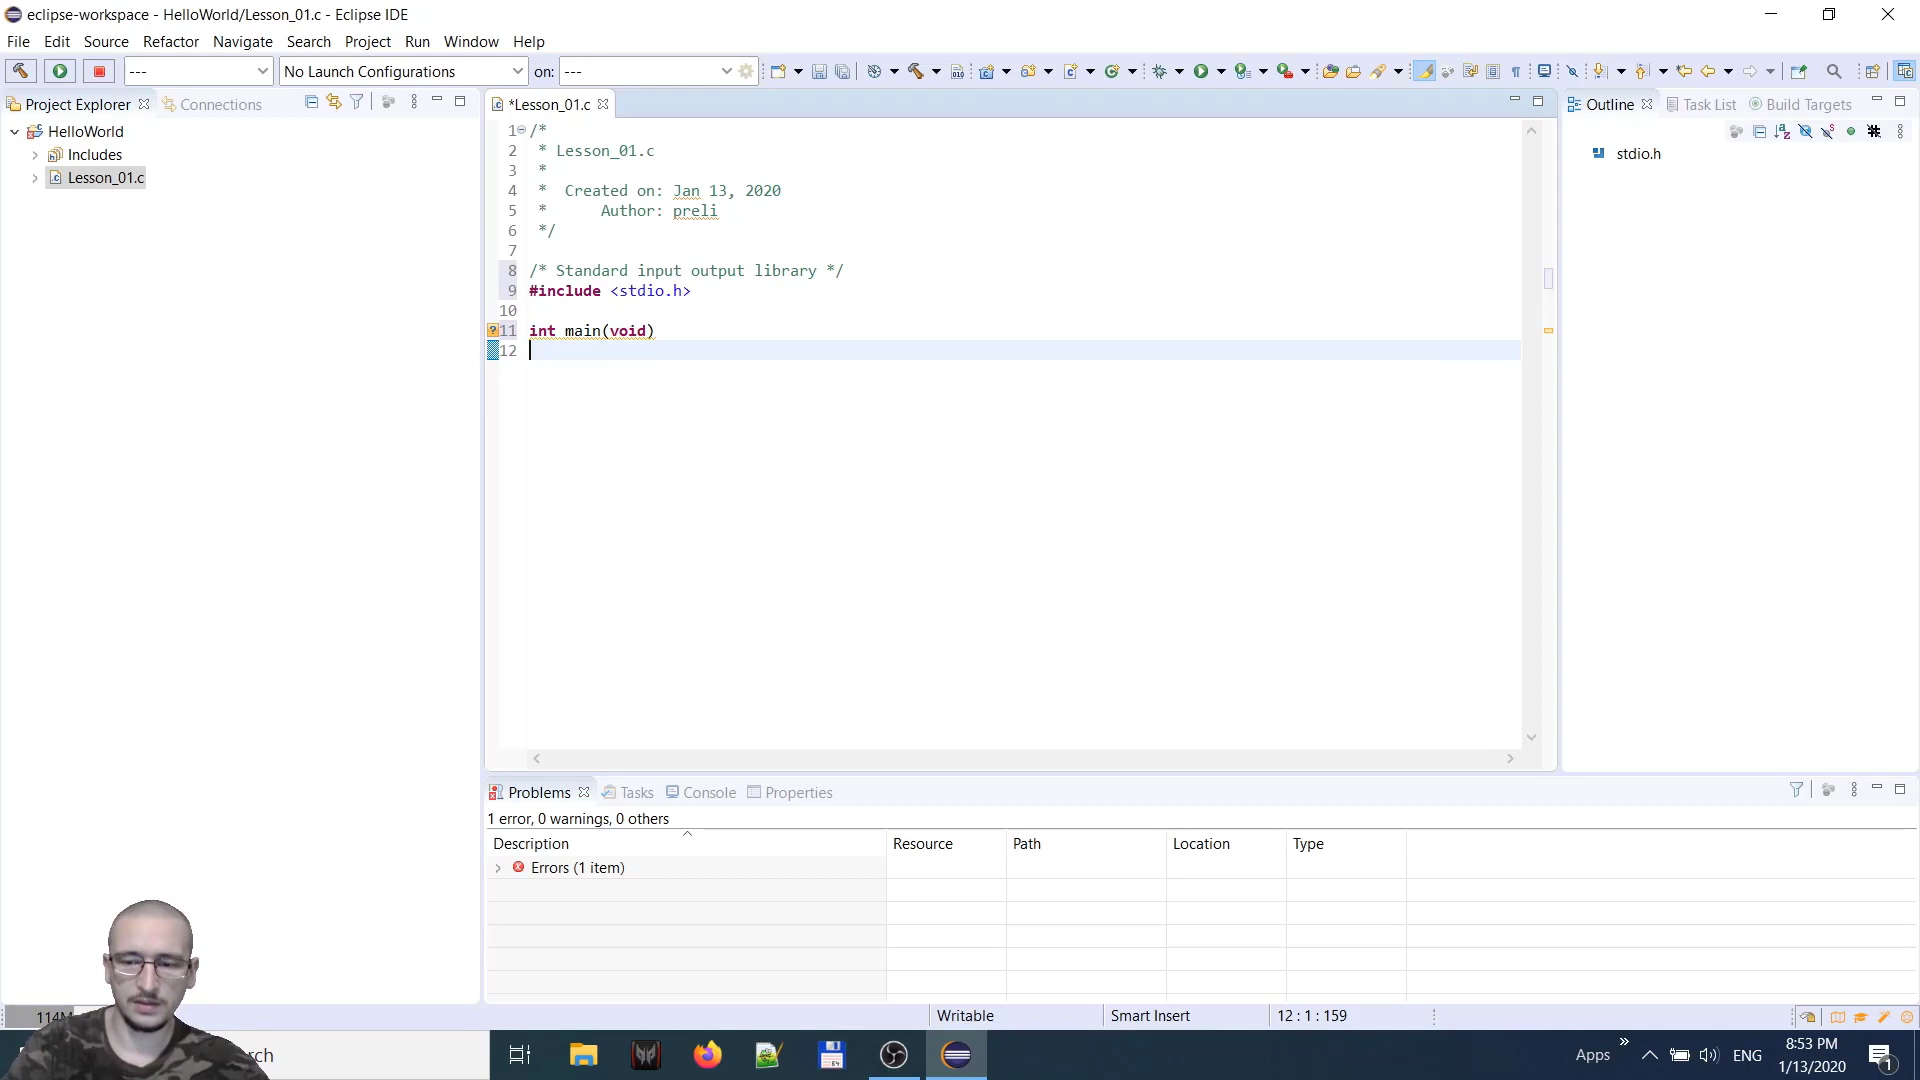 eclipse-workspace - HelloWorld/Lesson_01.c - Eclipse IDE
File Edit Source Refactor Navigate Search Project Run Window Help
--- No Launch Configurations on: ---
Project Explorer Connections *Lesson_01.c Outline Task List Build Targets
HelloWorld
Includes
Lesson_01.c
stdio.h
1 /*
2 * Lesson_01.c
3 *
4 * Created on: Jan 13, 2020
5 * Author: preli
6 */
7
8 /* Standard input output library */
9 #include <stdio.h>
10
11 int main(void)
12
Problems Tasks Console Properties
1 error, 0 warnings, 0 others
Description Resource Path Location Type
Errors (1 item)
114M Writable Smart Insert 12 : 1 : 159
rch Apps ENG 8:53 PM
1/13/2020 1